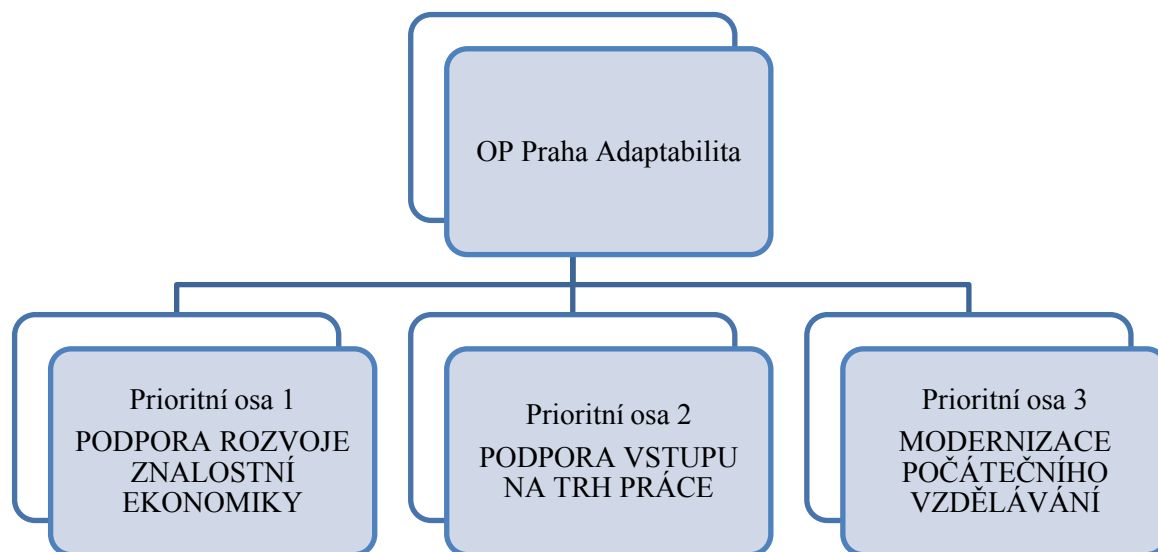 OP Praha Adaptabilita
Prioritní osa 1
PODPORA ROZVOJE
ZNALOSTNÍ
EKONOMIKY
Prioritní osa 2
PODPORA VSTUPU
NA TRH PRÁCE
Prioritní osa 3
MODERNIZACE
POČÁTEČNÍHO
VZDĚLÁVÁNÍ